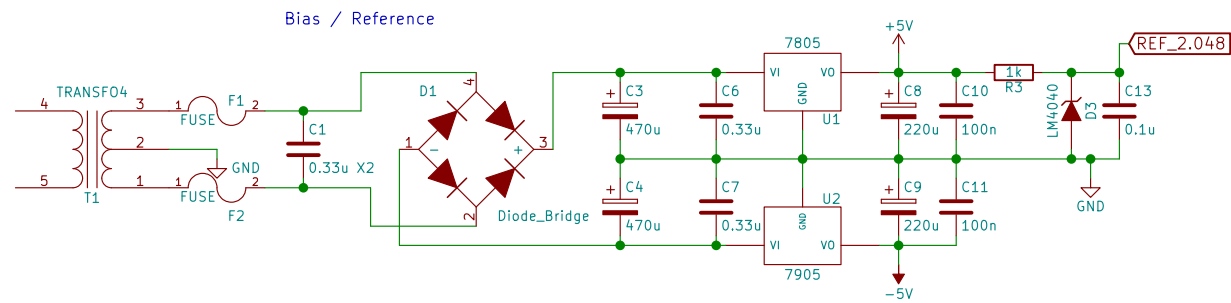 Bias / Reference
TRANSFO4
4
5
3
2
1
T1
1
FUSE
F1
2
GND
1
FUSE
F2
2
C1
0.33u X2
D1
4
1
-
+
3
2
Diode_Bridge
+
C3
470u
C6
0.33u
+
C4
470u
C7
0.33u
7805
VI
VO
GND
U1
U2
GND
VI
VO
7905
+5V
+
C8
220u
C10
100n
+
C9
220u
C11
100n
-5V
1k
R3
LM4040
D3
C13
0.1u
REF_2.048
GND